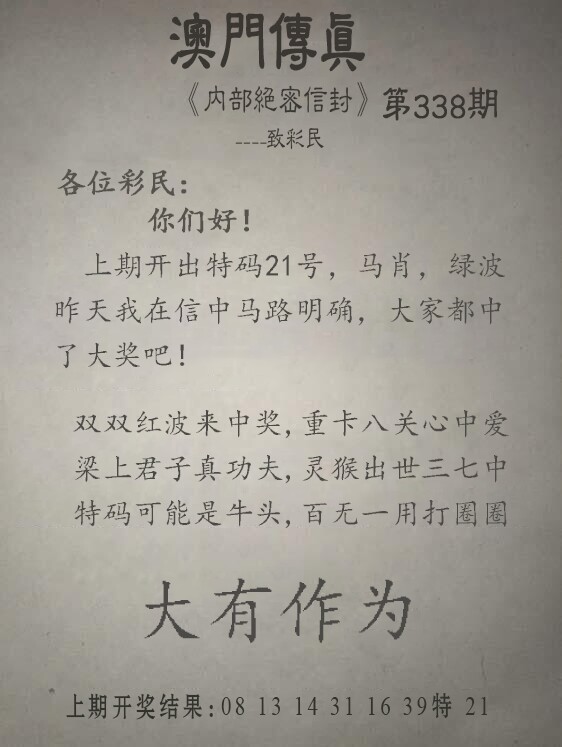 澳門傳眞
《内部絕密信封》第338期
----致彩民
各位彩民:
你们好!
上期开出特码21号，马肖，绿波
昨天我在信中马路明确，大家都中
了大奖吧!
双双红波来中奖,重卡八关心中爱
梁上君子真功夫,灵猴出世三七中
特码可能是牛头,百无一用打圈圈
大有作为
上期开奖结果:08 13 14 31 16 39特 21